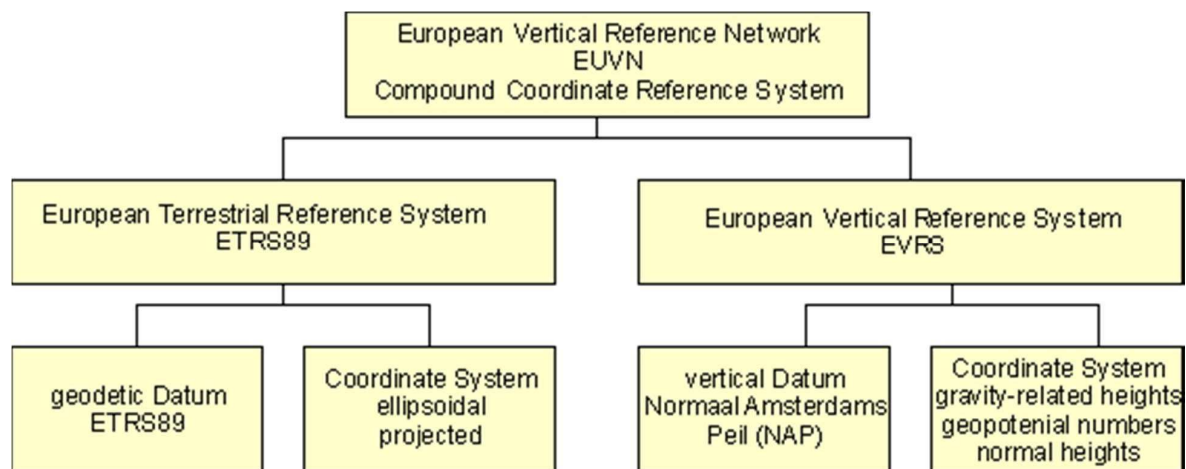 European Vertical Reference Network
EUVN
Compound Coordinate Reference System
European Terrestrial Reference System
ETRS89
European Vertical Reference System
EVRS
geodetic Datum
ETRS89
Coordinate System
ellipsoidal
projected
vertical Datum
Normaal Amsterdams
Peil (NAP)
Coordinate System
gravity-related heights
geopotenial numbers
normal heights